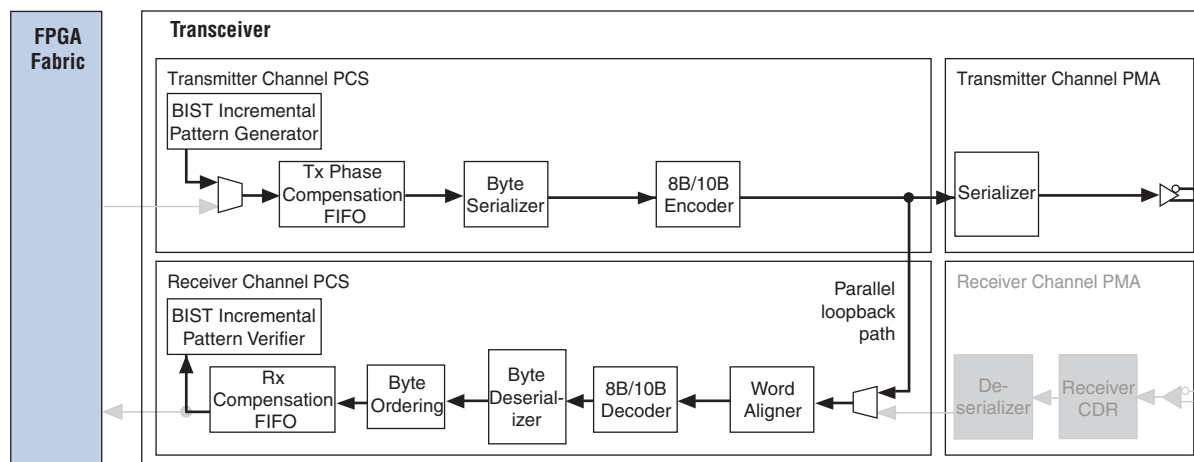 FPGA
Fabric
Transceiver
Transmitter Channel PCS
BIST Incremental
Pattern Generator
Tx Phase
Compensation
FIFO
Byte
Serializer
8B/10B
Encoder
Transmitter Channel PMA
Serializer
Receiver Channel PCS
BIST Incremental
Pattern Verifier
Rx
Compensation
FIFO
Byte
Ordering
Byte
Deserial-
izer
8B/10B
Decoder
Word
Aligner
Parallel
loopback
path
Receiver Channel PMA
De-
serializer
Receiver
CDR